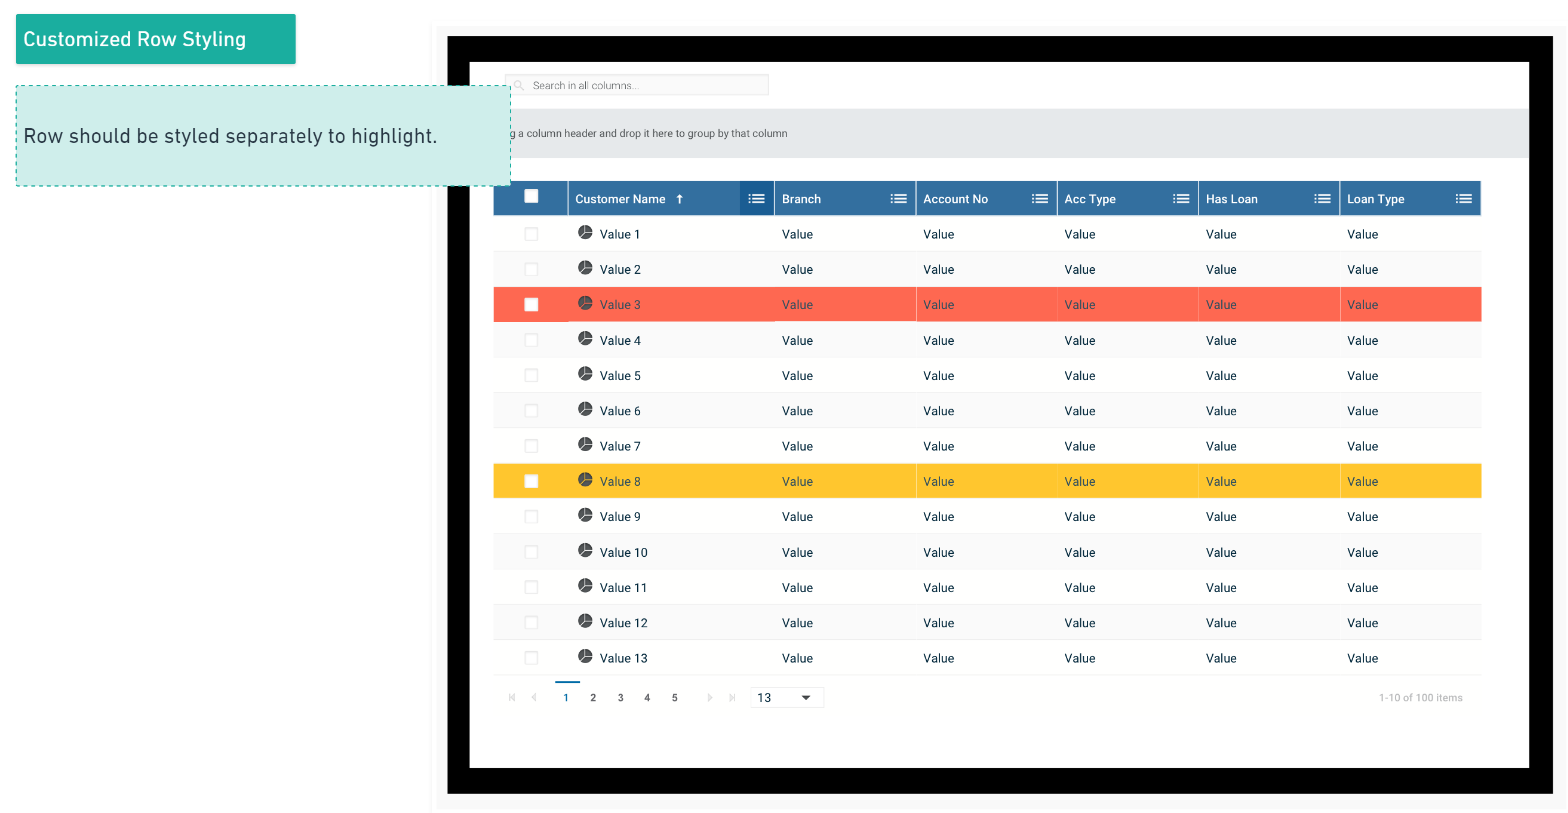 Customized Row Styling
Row should be styled separately to highlight.
Search in all columns...
g a column header and drop it here to group by that column
Customer Name ↑ Branch Account No Acc Type Has Loan Loan Type
Value 1 Value Value Value Value Value
Value 2 Value Value Value Value Value
Value 3 Value Value Value Value Value
Value 4 Value Value Value Value Value
Value 5 Value Value Value Value Value
Value 6 Value Value Value Value Value
Value 7 Value Value Value Value Value
Value 8 Value Value Value Value Value
Value 9 Value Value Value Value Value
Value 10 Value Value Value Value Value
Value 11 Value Value Value Value Value
Value 12 Value Value Value Value Value
Value 13 Value Value Value Value Value
1 2 3 4 5 13 1-10 of 100 items